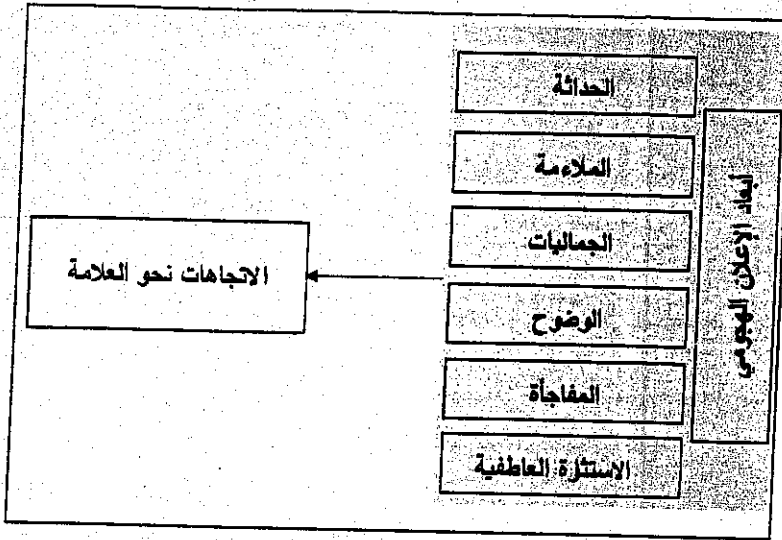 أبعاد الإعلان الهجومي
الحداثة
الملاءمة
الجماليات
الوضوح
المفاجأة
الاستثارة العاطفية
الاتجاهات نحو العلامة